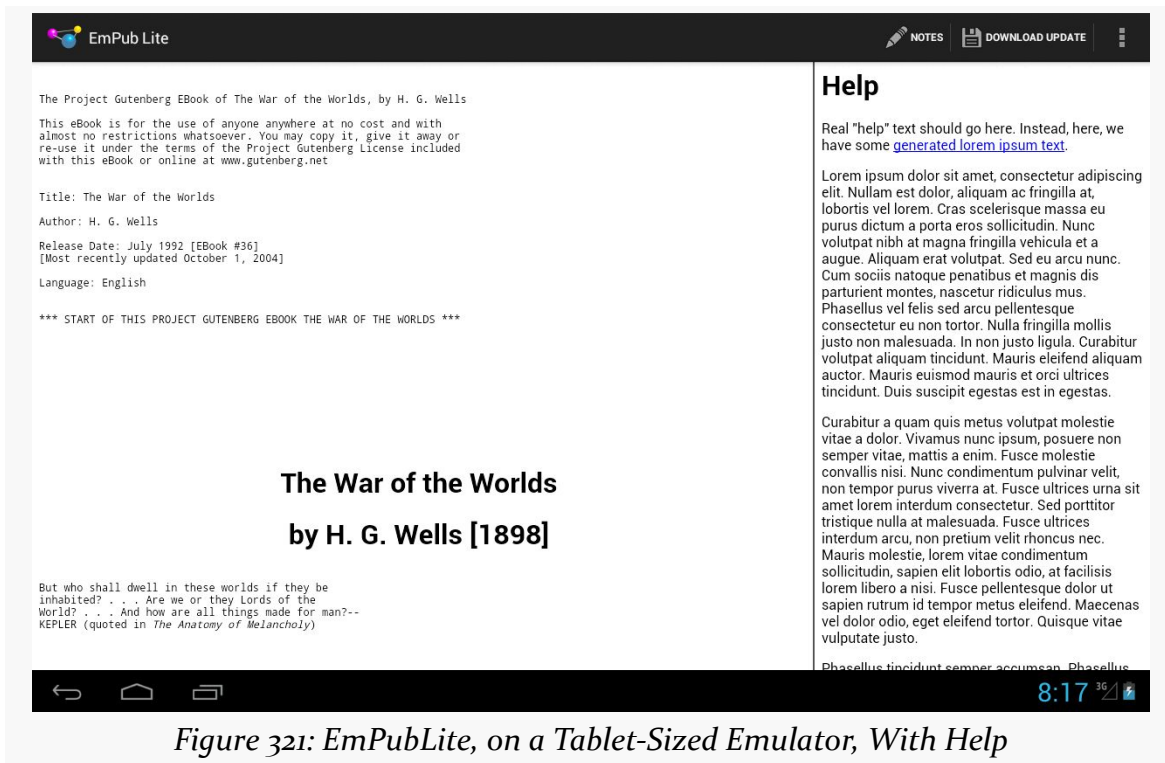 EmPub Lite
NOTES
DOWNLOAD UPDATE
The Project Gutenberg EBook of The War of the Worlds, by H. G. Wells
This eBook is for the use of anyone anywhere at no cost and with
almost no restrictions whatsoever. You may copy it, give it away or
re-use it under the terms of the Project Gutenberg License included
with this eBook or online at www.gutenberg.net
Title: The War of the Worlds
Author: H. G. Wells
Release Date: July 1992 [EBook #36]
[Most recently updated October 1, 2004]
Language: English
*** START OF THIS PROJECT GUTENBERG EBOOK THE WAR OF THE WORLDS ***
The War of the Worlds
by H. G. Wells [1898]
But who shall dwell in these worlds if they be
inhabited? . . . Are we or they Lords of the
World? . . . And how are all things made for man?--
KEPLER (quoted in The Anatomy of Melancholy)
Help
Real "help" text should go here. Instead, here, we
have some generated lorem ipsum text.
Lorem ipsum dolor sit amet, consectetur adipiscing
elit. Nullam est dolor, aliquam ac fringilla at,
lobortis vel lorem. Cras scelerisque massa eu
purus dictum a porta eros sollicitudin. Nunc
volutpat nibh at magna fringilla vehicula et a
augue. Aliquam erat volutpat. Sed eu arcu nunc.
Cum sociis natoque penatibus et magnis dis
parturient montes, nascetur ridiculus mus.
Phasellus vel felis sed arcu pellentesque
consectetur eu non tortor. Nulla fringilla mollis
justo non malesuada. In non justo ligula. Curabitur
volutpat aliquam tincidunt. Mauris eleifend aliquam
auctor. Mauris euismod mauris et orci ultrices
tincidunt. Duis suscipit egestas est in egestas.
Curabitur a quam quis metus volutpat molestie
vitae a dolor. Vivamus nunc ipsum, posuere non
semper vitae, mattis a enim. Fusce molestie
convallis nisi. Nunc condimentum pulvinar velit,
non tempor purus viverra at. Fusce ultrices urna sit
amet lorem interdum consectetur. Sed porttitor
tristique nulla at malesuada. Fusce ultrices
interdum arcu, non pretium velit rhoncus nec.
Mauris molestie, lorem vitae condimentum
sollicitudin, sapien elit lobortis odio, at facilisis
lorem libero a nisi. Fusce pellentesque dolor ut
sapien rutrum id tempor metus eleifend. Maecenas
vel dolor odio, eget eleifend tortor. Quisque vitae
vulputate justo.
Phasellus tincidunt semper accumsan. Phasellus
8:17 3G
Figure 321: EmPubLite, on a Tablet-Sized Emulator, With Help